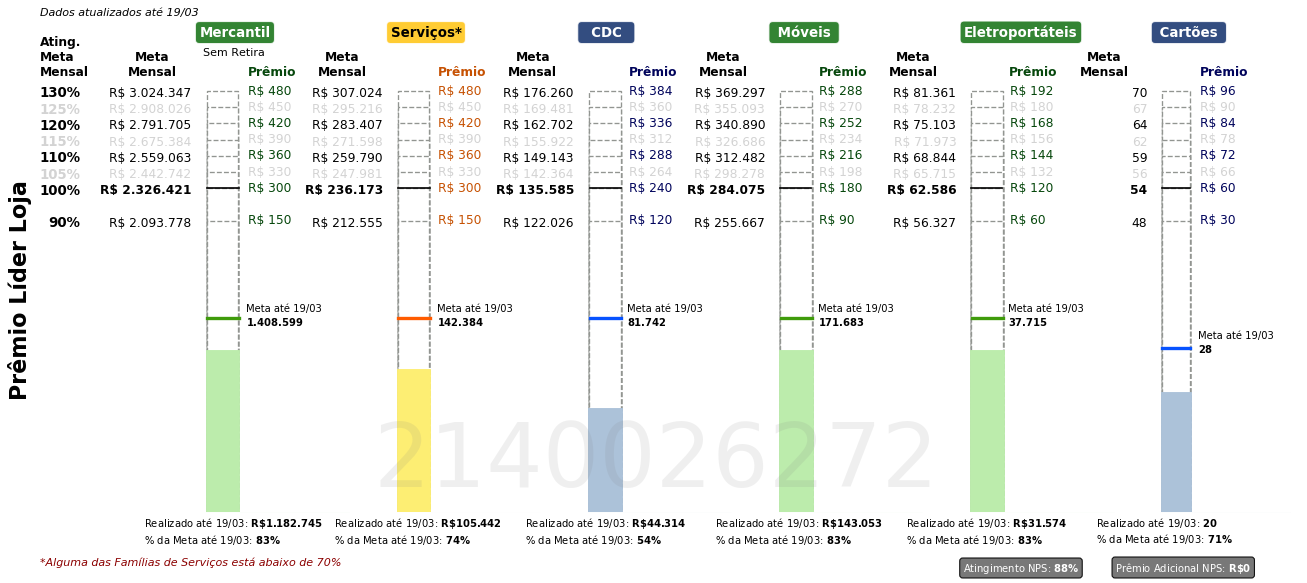 Dados atualizados até 19/03
Mercantil Serviços* CDC Móveis Eletroportáteis Cartões
Sem Retira
Ating. Meta Mensal
Meta Mensal Prêmio Meta Mensal Prêmio Meta Mensal Prêmio Meta Mensal Prêmio Meta Mensal Prêmio Meta Mensal Prêmio
130% R$ 3.024.347 R$ 480 R$ 307.024 R$ 480 R$ 176.260 R$ 384 R$ 369.297 R$ 288 R$ 81.361 R$ 192 70 R$ 96
125% R$ 2.908.026 R$ 450 R$ 295.216 R$ 450 R$ 169.481 R$ 360 R$ 355.093 R$ 270 R$ 78.232 R$ 180 67 R$ 90
120% R$ 2.791.705 R$ 420 R$ 283.407 R$ 420 R$ 162.702 R$ 336 R$ 340.890 R$ 252 R$ 75.103 R$ 168 64 R$ 84
115% R$ 2.675.384 R$ 390 R$ 271.598 R$ 390 R$ 155.922 R$ 312 R$ 326.686 R$ 234 R$ 71.973 R$ 156 62 R$ 78
110% R$ 2.559.063 R$ 360 R$ 259.790 R$ 360 R$ 149.143 R$ 288 R$ 312.482 R$ 216 R$ 68.844 R$ 144 59 R$ 72
105% R$ 2.442.742 R$ 330 R$ 247.981 R$ 330 R$ 142.364 R$ 264 R$ 298.278 R$ 198 R$ 65.715 R$ 132 56 R$ 66
100% R$ 2.326.421 R$ 300 R$ 236.173 R$ 300 R$ 135.585 R$ 240 R$ 284.075 R$ 180 R$ 62.586 R$ 120 54 R$ 60
90% R$ 2.093.778 R$ 150 R$ 212.555 R$ 150 R$ 122.026 R$ 120 R$ 255.667 R$ 90 R$ 56.327 R$ 60 48 R$ 30
Prêmio Líder Loja
Meta até 19/03 Meta até 19/03 Meta até 19/03 Meta até 19/03 Meta até 19/03
1.408.599 142.384 81.742 171.683 37.715
Meta até 19/03
28
2140026272
Realizado até 19/03: R$1.182.745 Realizado até 19/03: R$105.442 Realizado até 19/03: R$44.314 Realizado até 19/03: R$143.053 Realizado até 19/03: R$31.574 Realizado até 19/03: 20
% da Meta até 19/03: 83% % da Meta até 19/03: 74% % da Meta até 19/03: 54% % da Meta até 19/03: 83% % da Meta até 19/03: 83% % da Meta até 19/03: 71%
*Alguma das Famílias de Serviços está abaixo de 70%
Atingimento NPS: 88% Prêmio Adicional NPS: R$0